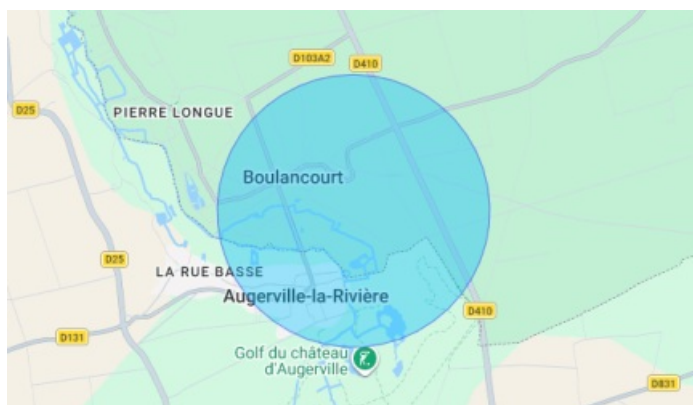 D103A2
D410
D25
PIERRE LONGUE
Boulancourt
D25
LA RUE BASSE
Augerville-la-Rivière
D410
D131
Golf du château
d'Augerville
D831